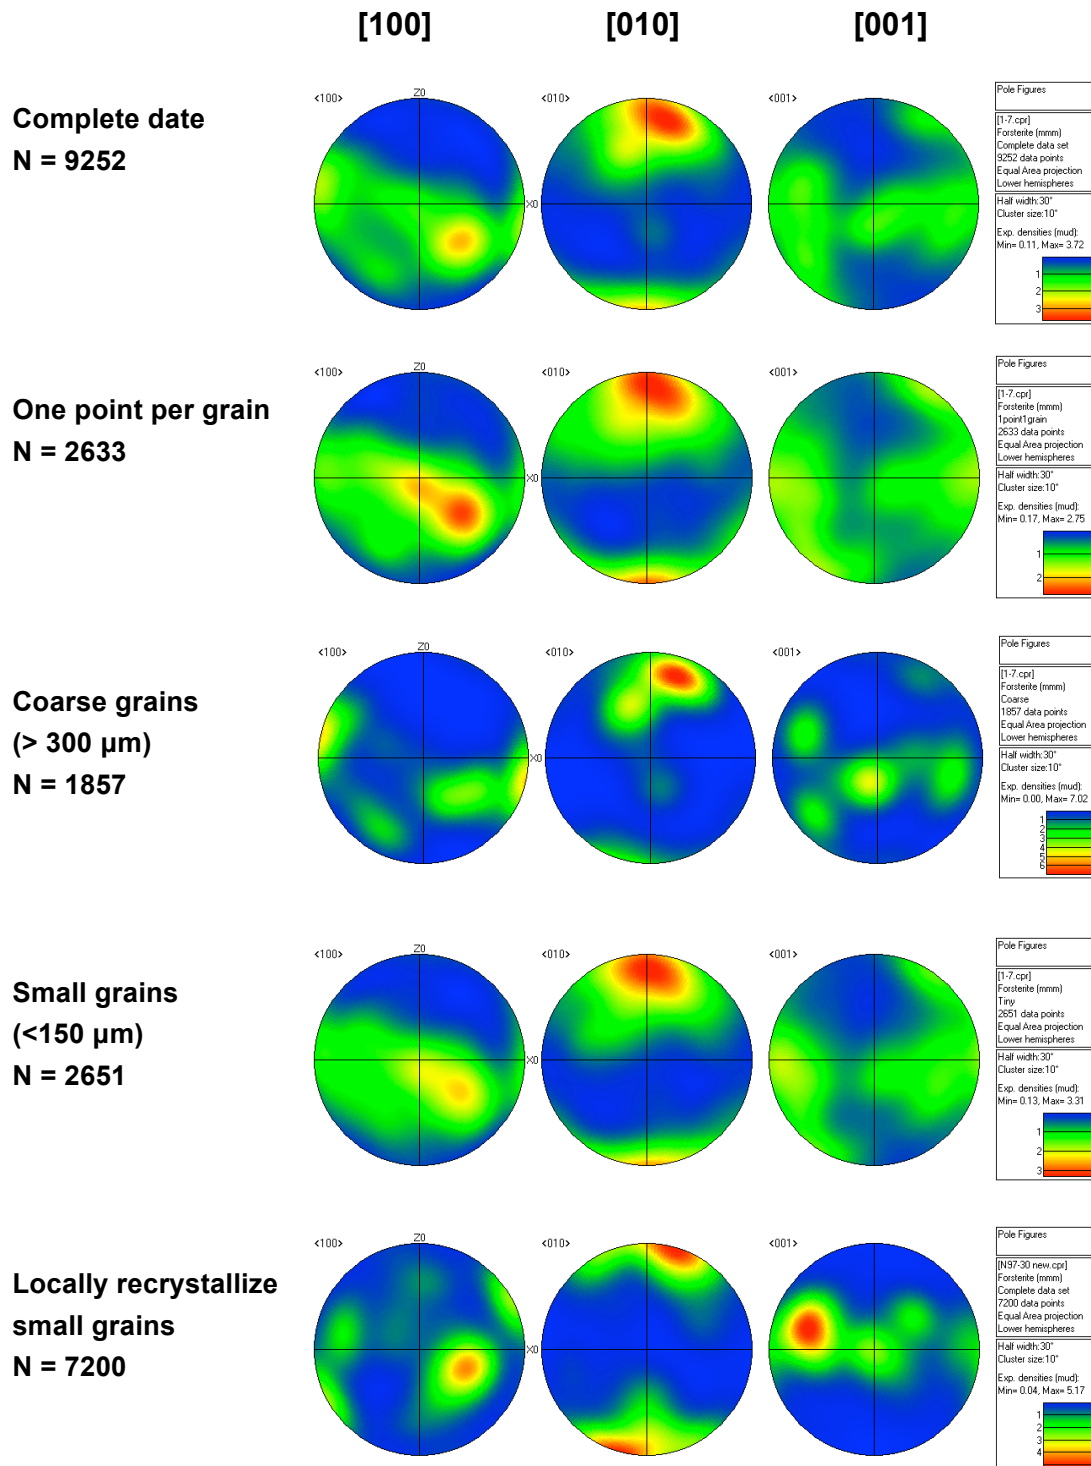 [100] [010] [001]
Complete date
N = 9252
<100> Z0 X0 <010> <001>
Pole Figures
[1-7.cpr]
Forsterite (mmm)
Complete data set
9252 data points
Equal Area projection
Lower hemispheres
Half width:30°
Cluster size:10°
Exp. densities (mud):
Min= 0.11, Max= 3.72
1
2
3
One point per grain
N = 2633
<100> Z0 X0 <010> <001>
Pole Figures
[1-7.cpr]
Forsterite (mmm)
1point1grain
2633 data points
Equal Area projection
Lower hemispheres
Half width:30°
Cluster size:10°
Exp. densities (mud):
Min= 0.17, Max= 2.75
1
2
Coarse grains
(> 300 µm)
N = 1857
<100> Z0 X0 <010> <001>
Pole Figures
[1-7.cpr]
Forsterite (mmm)
Coarse
1857 data points
Equal Area projection
Lower hemispheres
Half width:30°
Cluster size:10°
Exp. densities (mud):
Min= 0.00, Max= 7.02
1
2
3
4
5
6
Small grains
(<150 µm)
N = 2651
<100> Z0 X0 <010> <001>
Pole Figures
[1-7.cpr]
Forsterite (mmm)
Tiny
2651 data points
Equal Area projection
Lower hemispheres
Half width:30°
Cluster size:10°
Exp. densities (mud):
Min= 0.13, Max= 3.31
1
2
3
Locally recrystallize
small grains
N = 7200
<100> Z0 X0 <010> <001>
Pole Figures
[N97-30 new.cpr]
Forsterite (mmm)
Complete data set
7200 data points
Equal Area projection
Lower hemispheres
Half width:30°
Cluster size:10°
Exp. densities (mud):
Min= 0.04, Max= 5.17
1
2
3
4